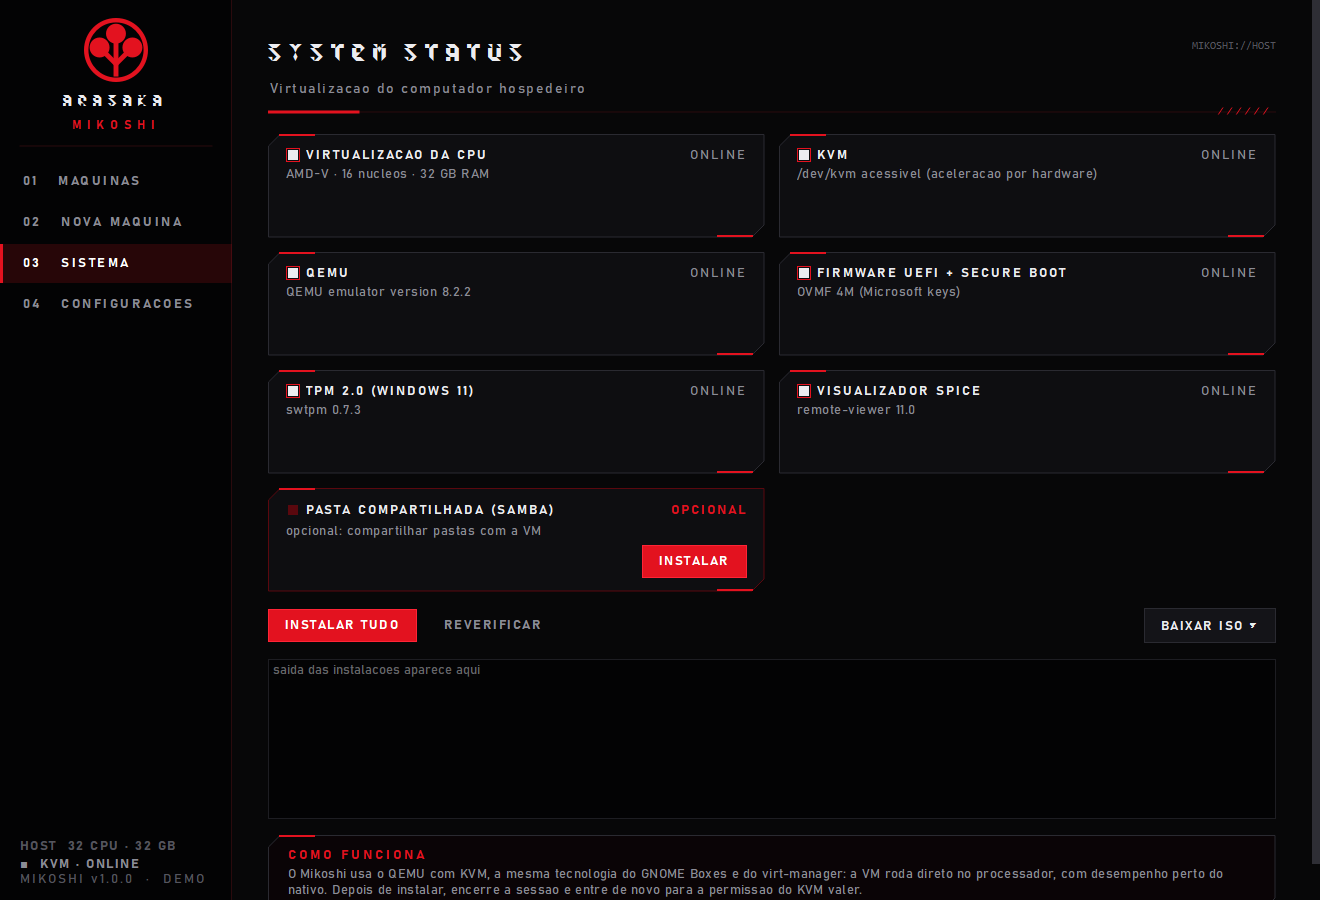 ARASAKA
MIKOSHI
01 MAQUINAS
02 NOVA MAQUINA
03 SISTEMA
04 CONFIGURACOES
HOST 32 CPU · 32 GB
KVM · ONLINE
MIKOSHI v1.0.0 · DEMO
SYSTEM STATUS
MIKOSHI://HOST
Virtualizacao do computador hospedeiro
VIRTUALIZACAO DA CPU ONLINE
AMD-V · 16 nucleos · 32 GB RAM
KVM ONLINE
/dev/kvm acessivel (aceleracao por hardware)
QEMU ONLINE
QEMU emulator version 8.2.2
FIRMWARE UEFI + SECURE BOOT ONLINE
OVMF 4M (Microsoft keys)
TPM 2.0 (WINDOWS 11) ONLINE
swtpm 0.7.3
VISUALIZADOR SPICE ONLINE
remote-viewer 11.0
PASTA COMPARTILHADA (SAMBA) OPCIONAL
opcional: compartilhar pastas com a VM
INSTALAR
INSTALAR TUDO REVERIFICAR BAIXAR ISO ▾
saida das instalacoes aparece aqui
COMO FUNCIONA
O Mikoshi usa o QEMU com KVM, a mesma tecnologia do GNOME Boxes e do virt-manager: a VM roda direto no processador, com desempenho perto do
nativo. Depois de instalar, encerre a sessao e entre de novo para a permissao do KVM valer.